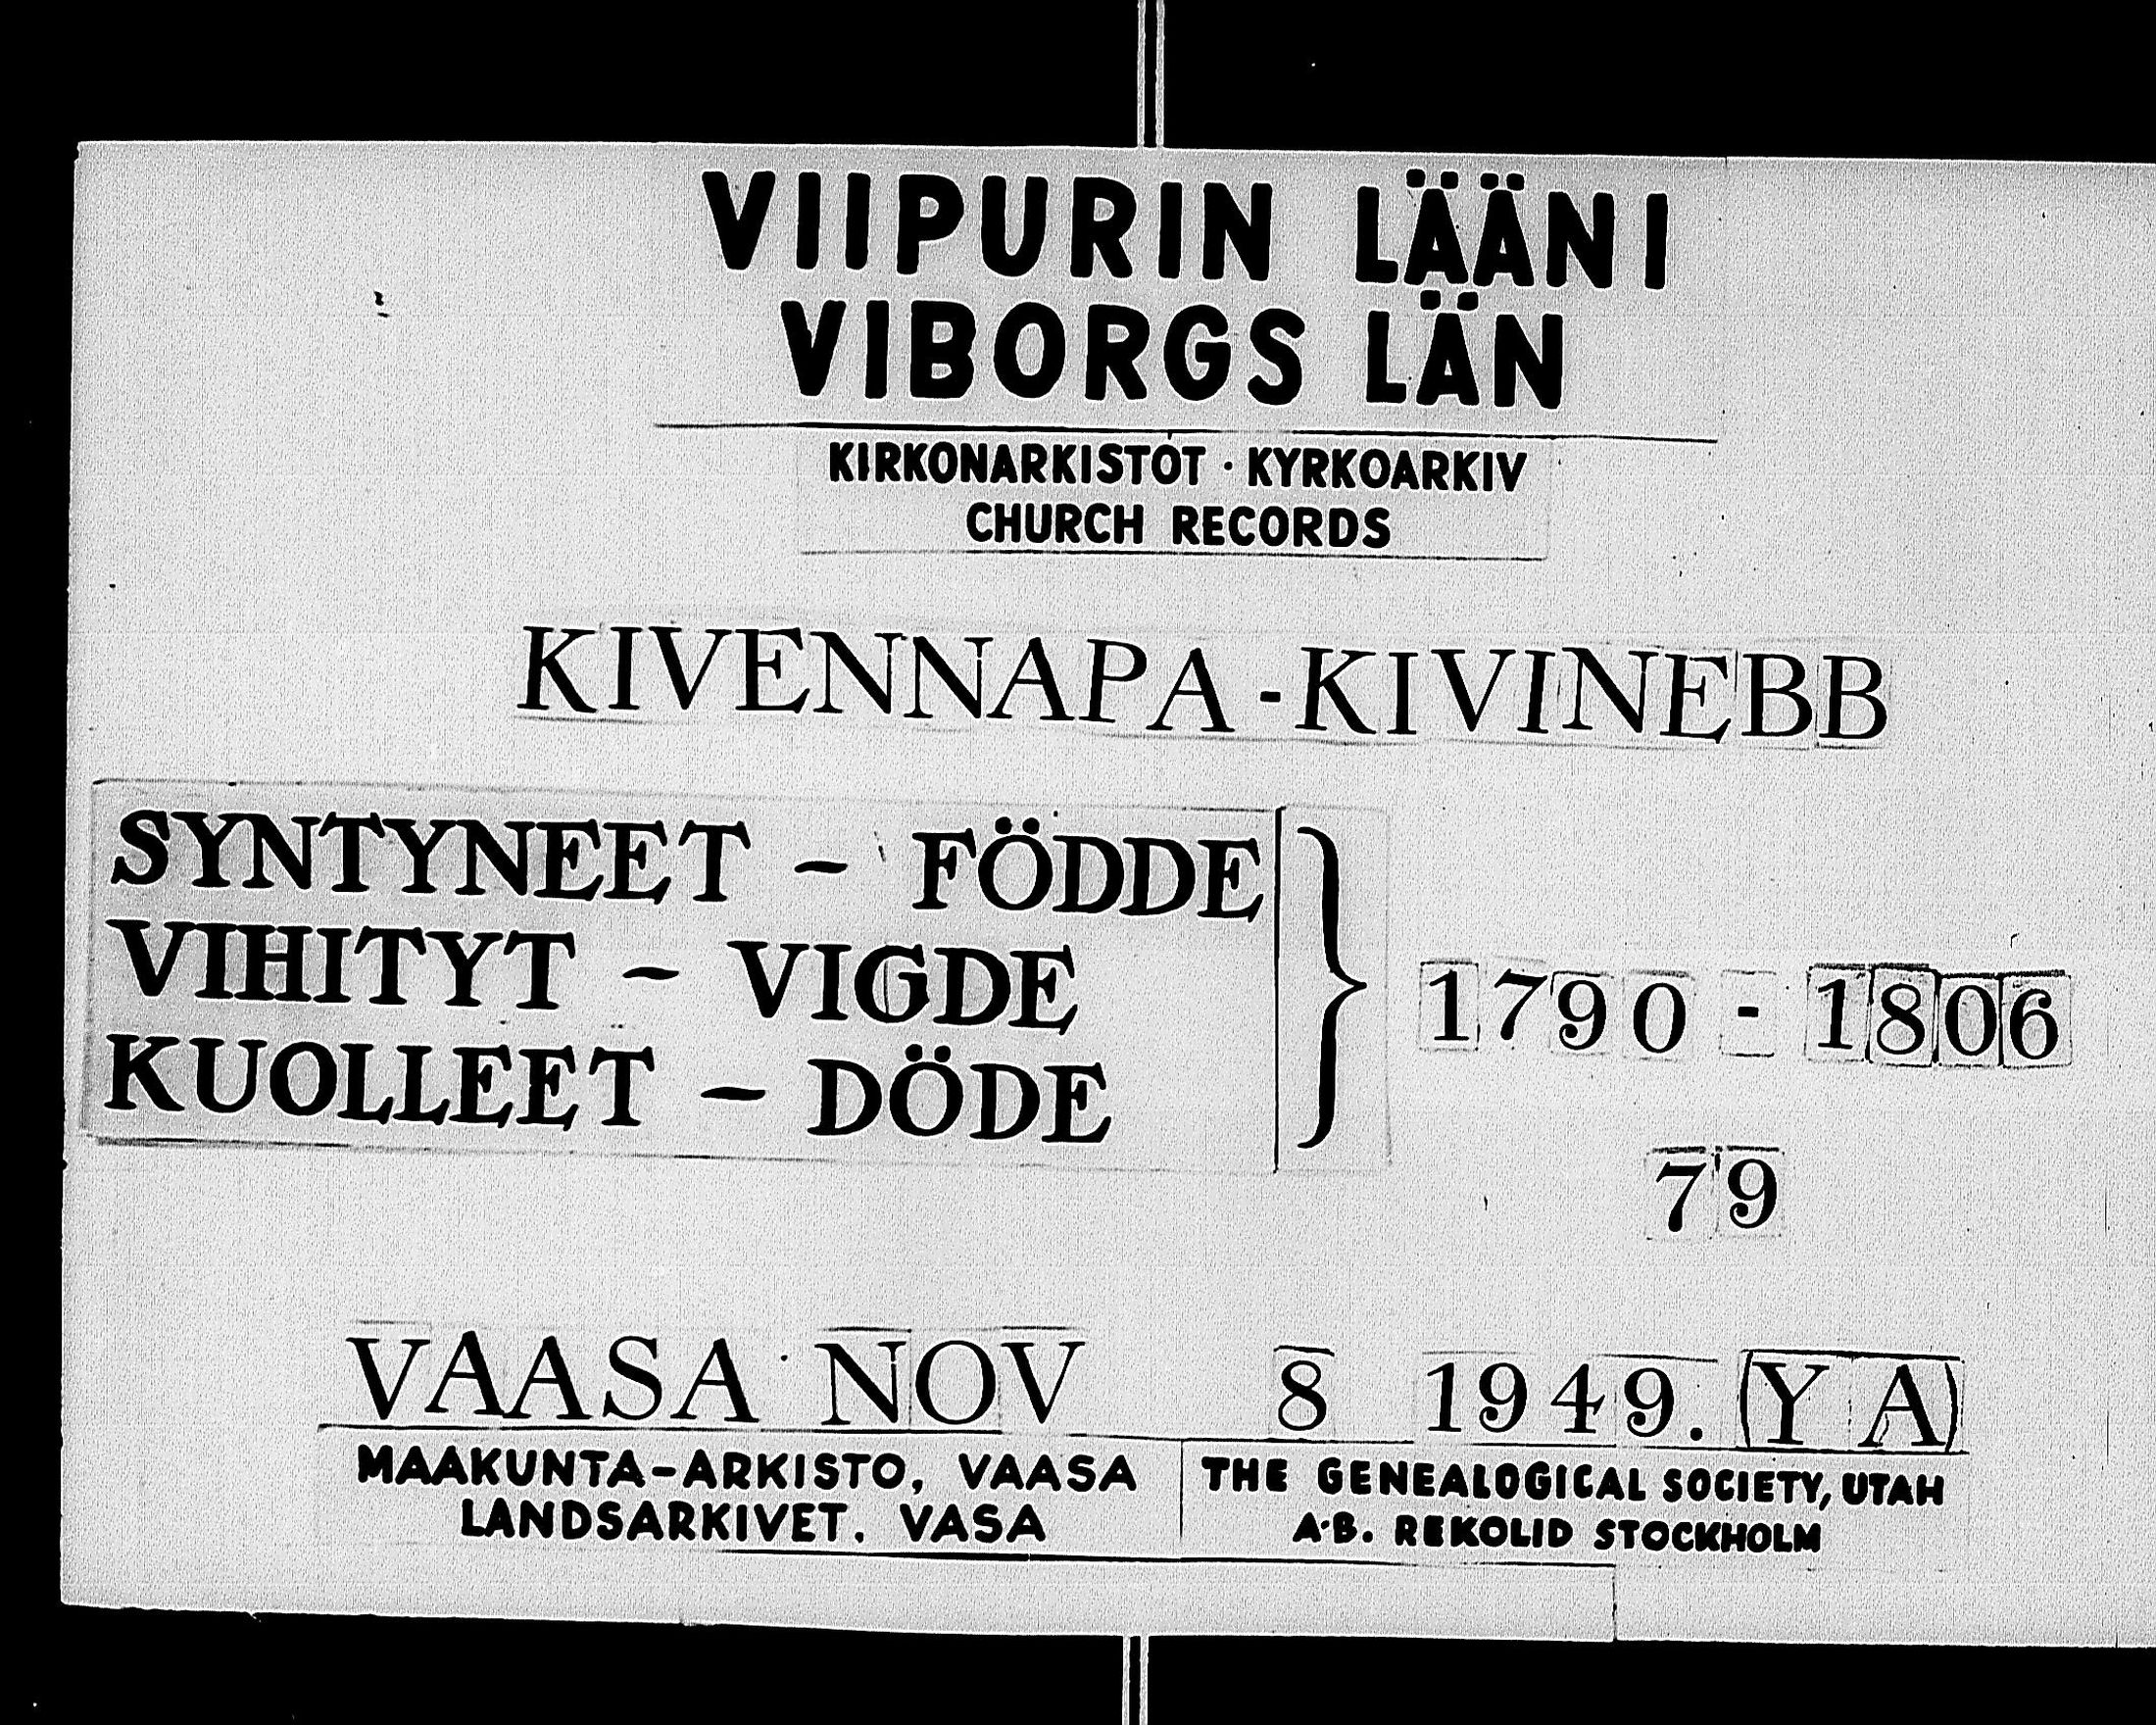 VIIPURIN LÄÄNI
VIBORGS LÄN
KIRKONARKISTOT · KYRKOARKIV
CHURCH RECORDS
KIVENNAPA - KIVINEBB
SYNTYNEET – FÖDDE
VIHITYT – VIGDE
KUOLLEET – DÖDE
1790 - 1806
79
VAASA NOV 8 1949. (YA)
MAAKUNTA-ARKISTO, VAASA
LANDSARKIVET. VASA
THE GENEALOGICAL SOCIETY, UTAH
A·B. REKOLID STOCKHOLM